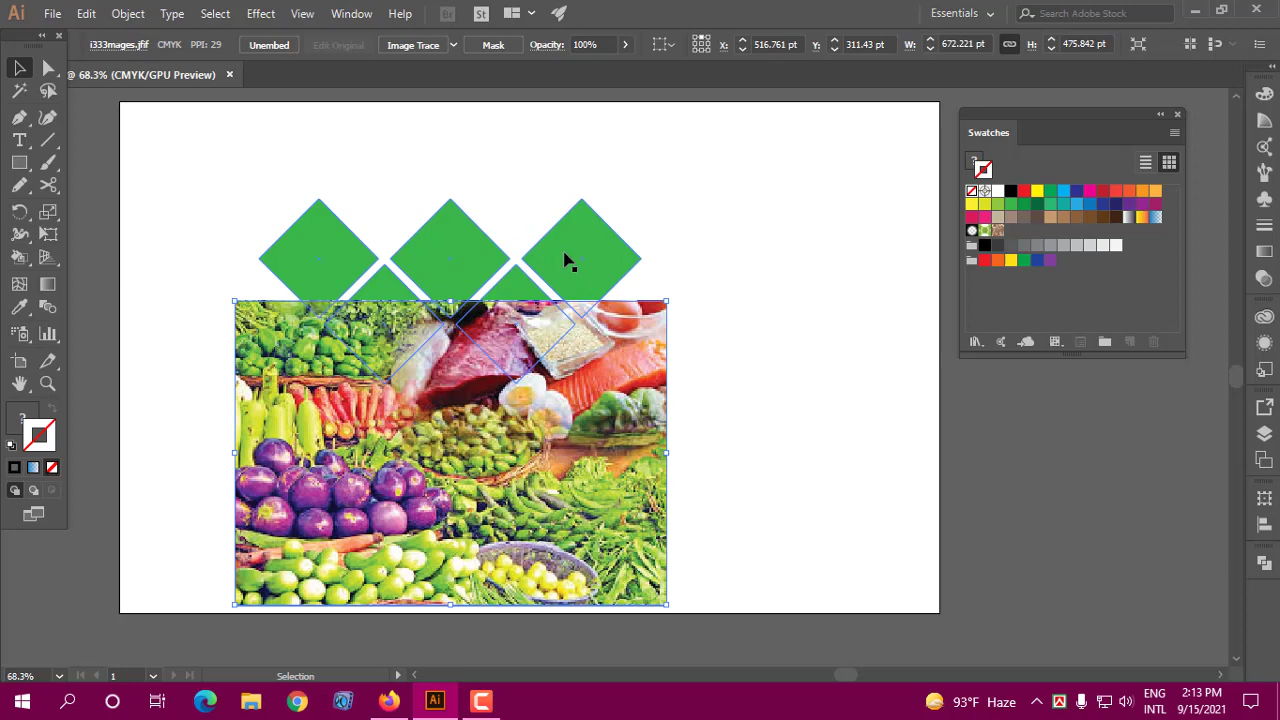 Ai File Edit Object Type Select Effect View Window Help Br St Essentials Search Adobe Stock
i333mages.jfif CMYK PPI: 29 Unembed Edit Original Image Trace Mask Opacity: 100% X: 516.761 pt Y: 311.43 pt W: 672.221 pt H: 475.842 pt
@ 68.3% (CMYK/GPU Preview)
Swatches
?
?
68.3% 1 Selection
Ai 93°F Haze ENG 2:13 PM
INTL 9/15/2021